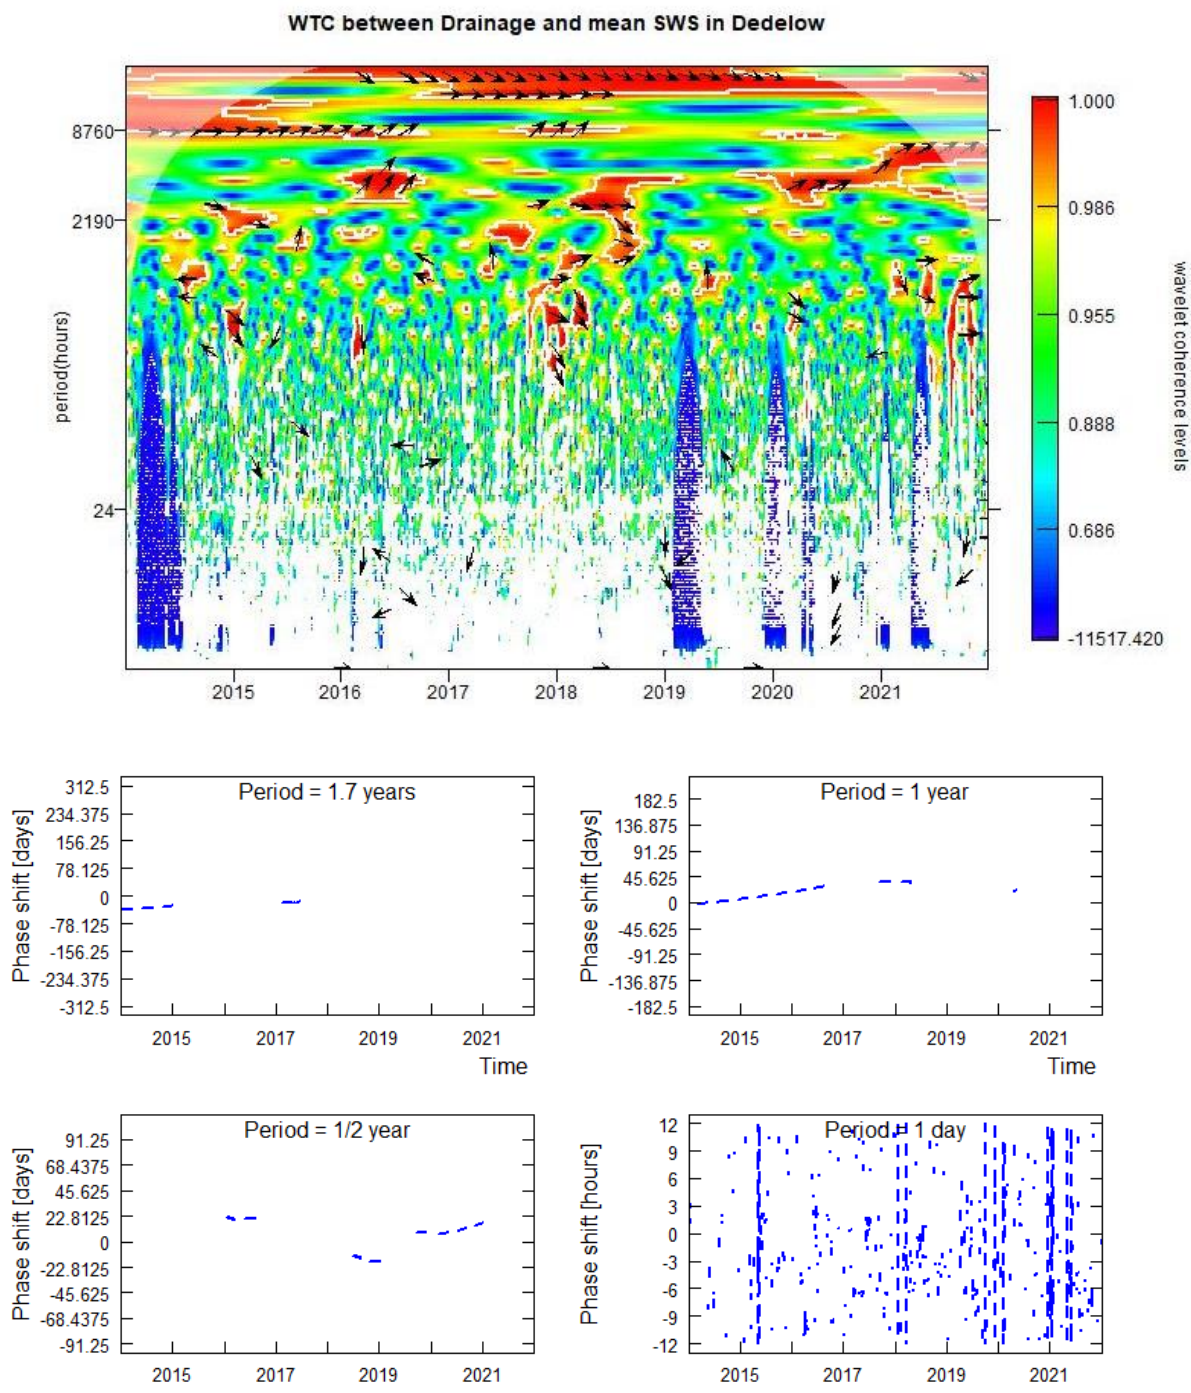 WTC between Drainage and mean SWS in Dedelow
8760
2190
24
period(hours)
2015 2016 2017 2018 2019 2020 2021
1.000
0.986
0.955
0.888
0.686
-11517.420
wavelet coherence levels
Period = 1.7 years
Phase shift [days]
312.5
234.375
156.25
78.125
0
-78.125
-156.25
-234.375
-312.5
2015 2017 2019 2021
Time
Period = 1 year
Phase shift [days]
182.5
136.875
91.25
45.625
0
-45.625
-91.25
-136.875
-182.5
2015 2017 2019 2021
Time
Period = 1/2 year
Phase shift [days]
91.25
68.4375
45.625
22.8125
0
-22.8125
-45.625
-68.4375
-91.25
2015 2017 2019 2021
Period = 1 day
Phase shift [hours]
12
9
6
3
0
-3
-6
-9
-12
2015 2017 2019 2021